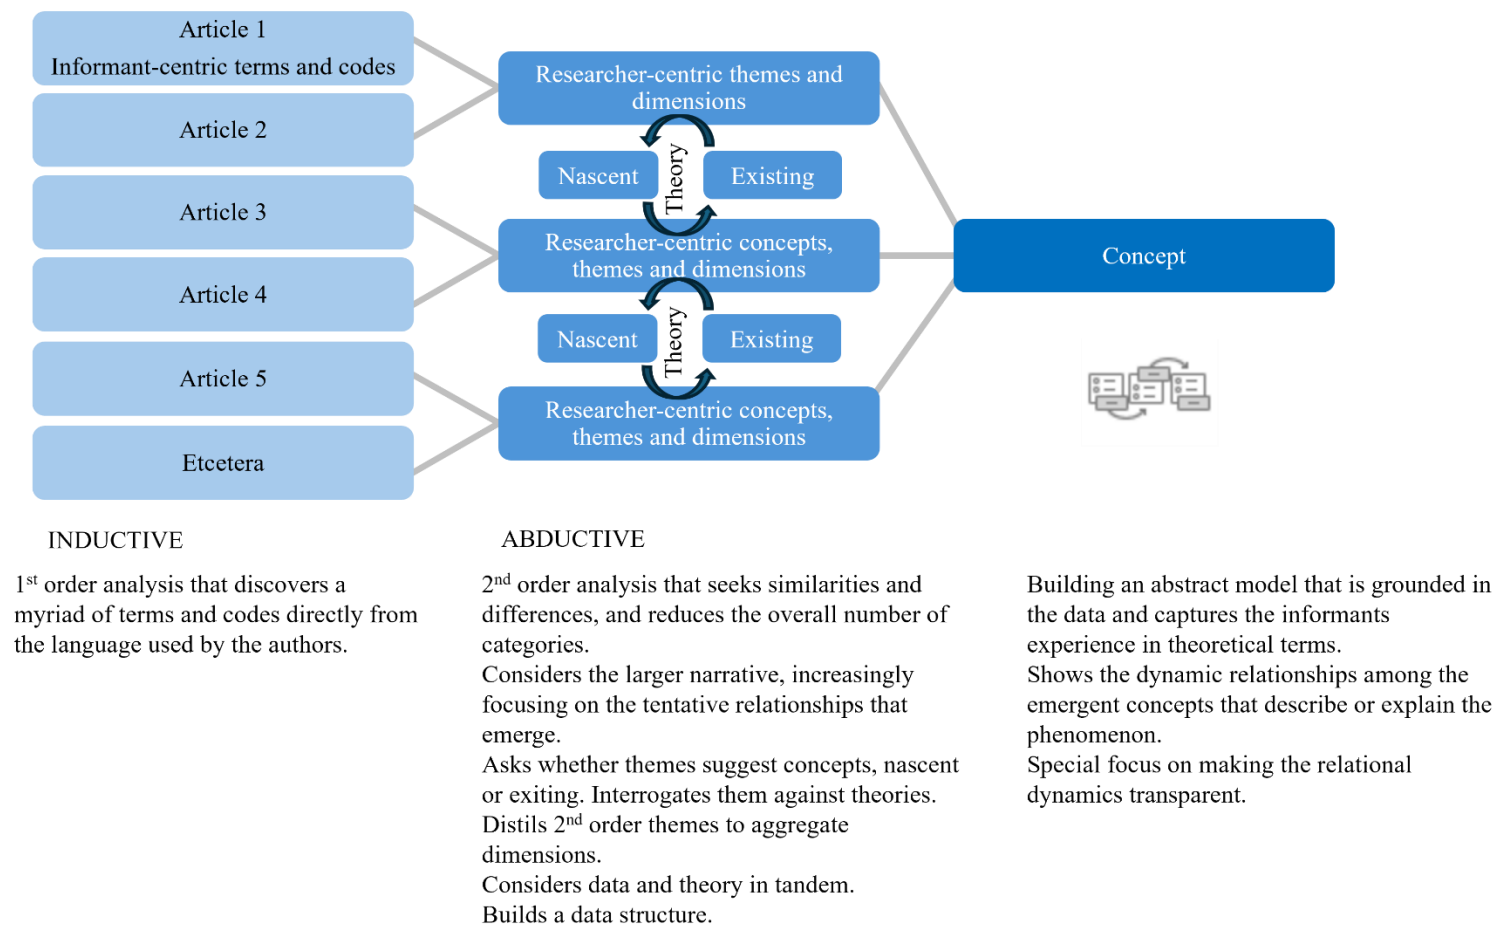 Article 1
Informant-centric terms and codes
Article 2
Article 3
Article 4
Article 5
Etcetera
Researcher-centric themes and
dimensions
Nascent
Theory
Existing
Researcher-centric concepts,
themes and dimensions
Nascent
Theory
Existing
Researcher-centric concepts,
themes and dimensions
Concept
INDUCTIVE
1st order analysis that discovers a
myriad of terms and codes directly from
the language used by the authors.
ABDUCTIVE
2nd order analysis that seeks similarities and
differences, and reduces the overall number of
categories.
Considers the larger narrative, increasingly
focusing on the tentative relationships that
emerge.
Asks whether themes suggest concepts, nascent
or exiting. Interrogates them against theories.
Distils 2nd order themes to aggregate
dimensions.
Considers data and theory in tandem.
Builds a data structure.
Building an abstract model that is grounded in
the data and captures the informants
experience in theoretical terms.
Shows the dynamic relationships among the
emergent concepts that describe or explain the
phenomenon.
Special focus on making the relational
dynamics transparent.